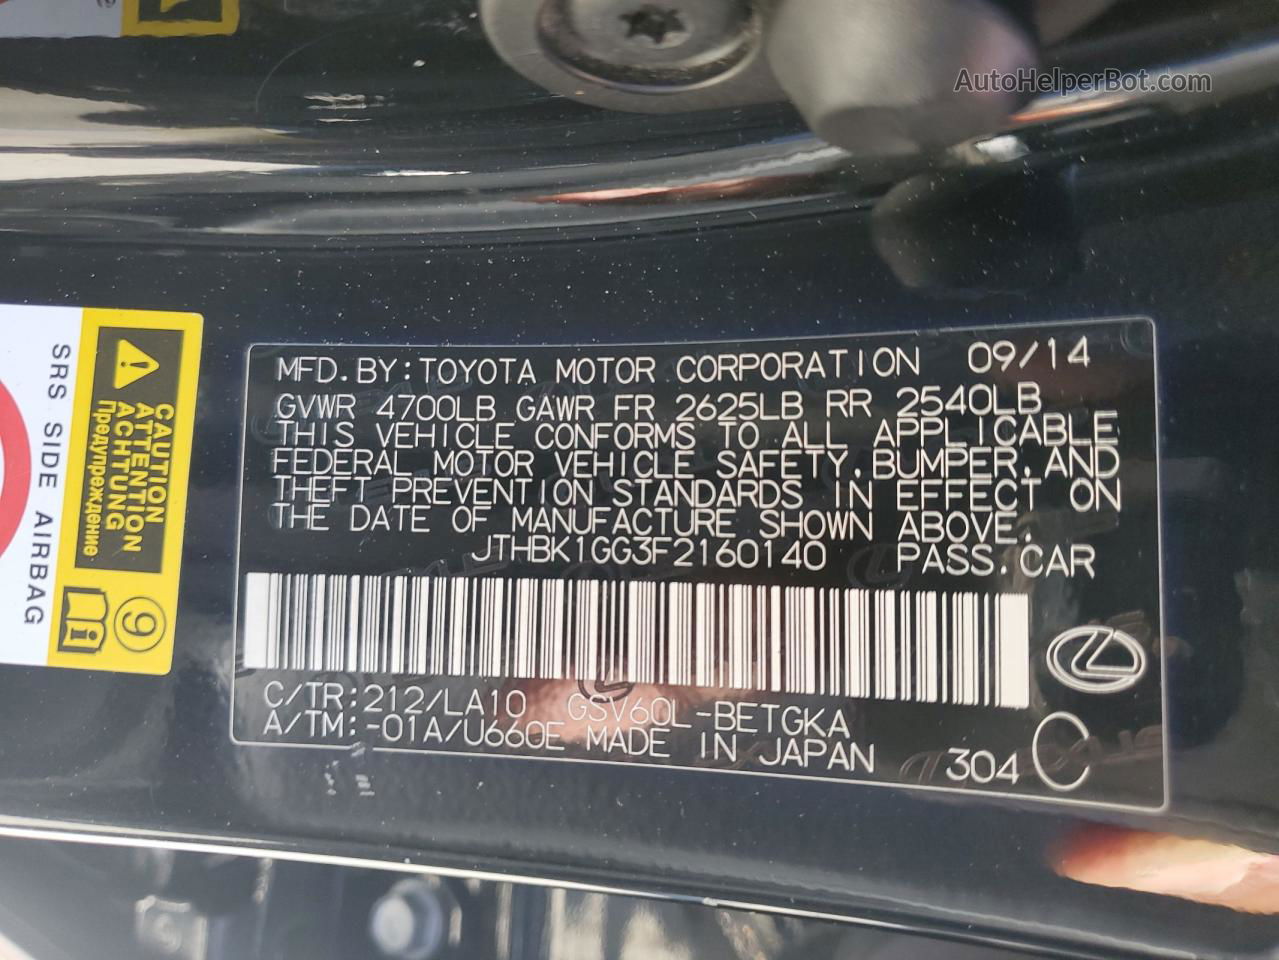 AutoHelperBot.com
MFD.BY:TOYOTA MOTOR CORPORATION 09/14
GVWR 4700LB GAWR FR 2625LB RR 2540LB
THIS VEHICLE CONFORMS TO ALL APPLICABLE
FEDERAL MOTOR VEHICLE SAFETY,BUMPER,AND
THEFT PREVENTION STANDARDS IN EFFECT ON
THE DATE OF MANUFACTURE SHOWN ABOVE.
JTHBK1GG3F2160140 PASS.CAR
C/TR:212/LA10 GSV60L-BETGKA
A/TM:-01A/U660E MADE IN JAPAN 304 C
CAUTION
ATTENTION
ACHTUNG
Предупреждение
SRS SIDE AIRBAG
9